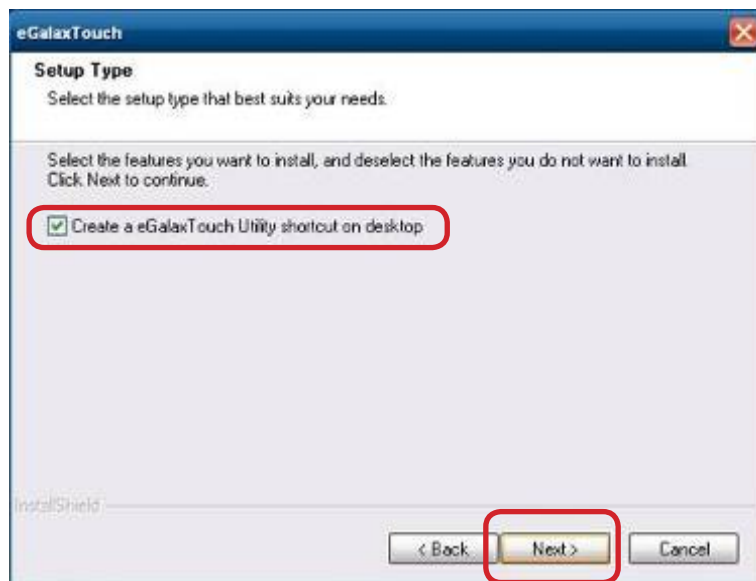 eGalaxTouch
Setup Type
Select the setup type that best suits your needs.
Select the features you want to install, and deselect the features you do not want to install.
Click Next to continue.
Create a eGalaxTouch Utility shortcut on desktop
InstallShield
< Back
Next >
Cancel